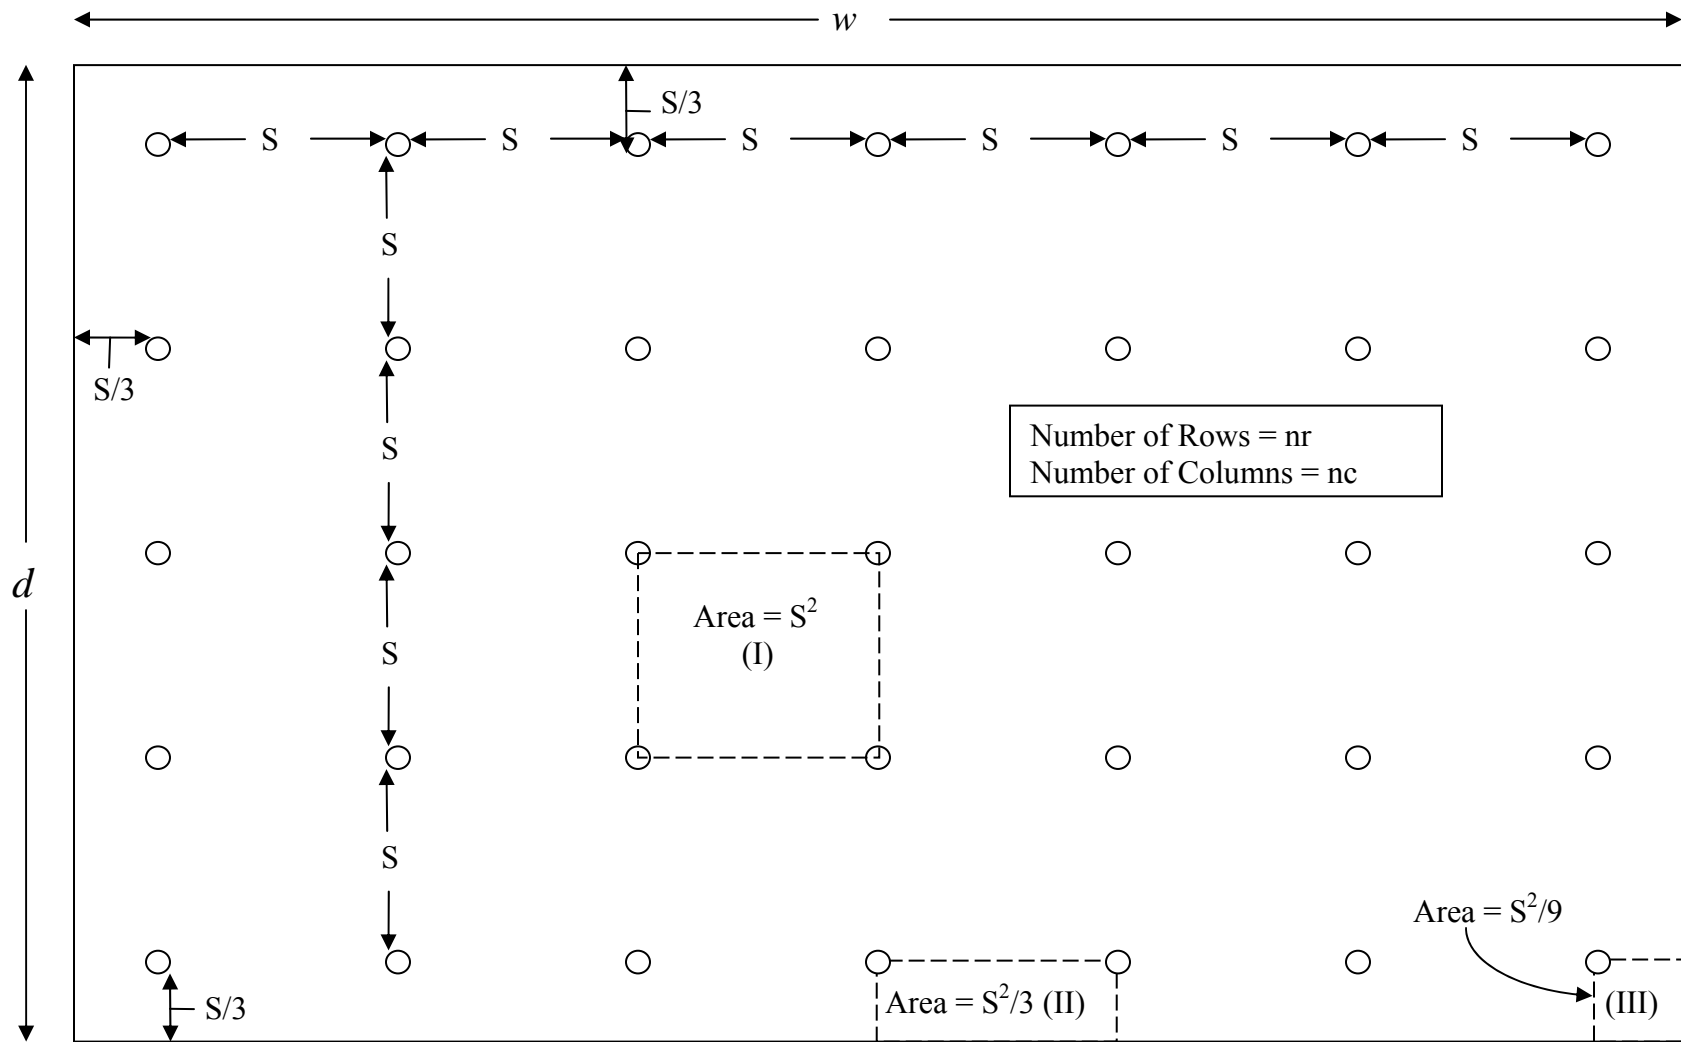 w
S/3
S S S S S S
S
S/3
Number of Rows = nr
Number of Columns = nc
S
d
Area = S²
(I)
S
S
Area = S²/9
S/3
Area = S²/3 (II)
(III)